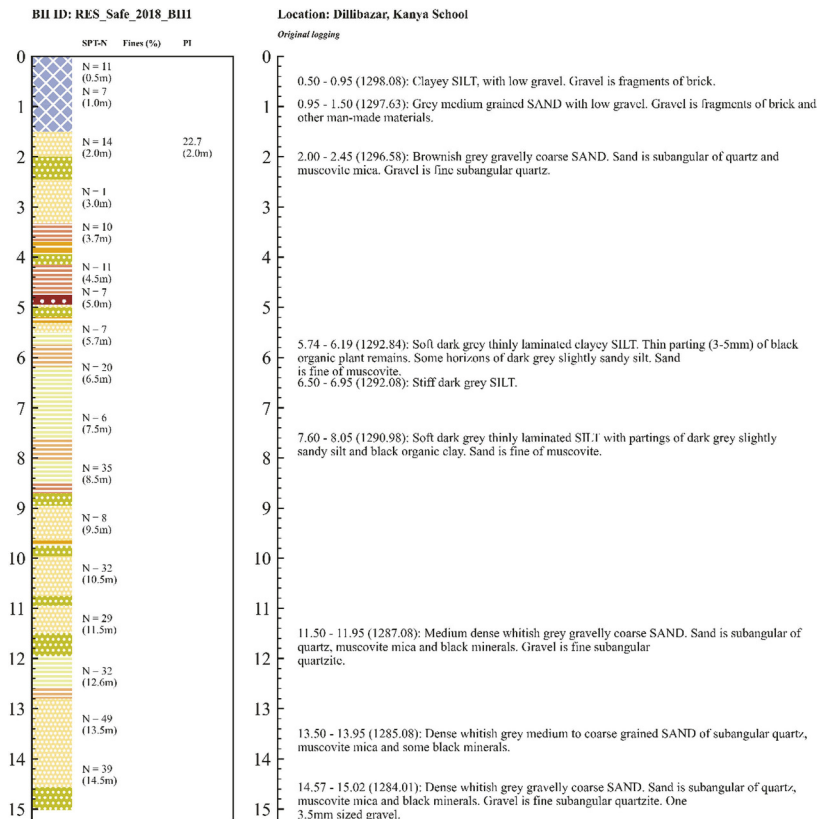 BH ID: RES_Safe_2018_BH1
Location: Dillibazar, Kanya School
Original logging
SPT-N Fines (%) PI
0
N = 11
(0.5m)
N = 7
(1.0m)
1
N = 14
(2.0m)
22.7
(2.0m)
2
N = 1
(3.0m)
3
N = 10
(3.7m)
4
N = 11
(4.5m)
N = 7
(5.0m)
5
N = 7
(5.7m)
6
N = 20
(6.5m)
7
N = 6
(7.5m)
8
N = 35
(8.5m)
9
N = 8
(9.5m)
10
N = 32
(10.5m)
11
N = 29
(11.5m)
12
N = 32
(12.6m)
13
N = 49
(13.5m)
14
N = 39
(14.5m)
15
0
0.50 - 0.95 (1298.08): Clayey SILT, with low gravel. Gravel is fragments of brick.
1
0.95 - 1.50 (1297.63): Grey medium grained SAND with low gravel. Gravel is fragments of brick and
other man-made materials.
2
2.00 - 2.45 (1296.58): Brownish grey gravelly coarse SAND. Sand is subangular of quartz and
muscovite mica. Gravel is fine subangular quartz.
3
4
5
5.74 - 6.19 (1292.84): Soft dark grey thinly laminated clayey SILT. Thin parting (3-5mm) of black
organic plant remains. Some horizons of dark grey slightly sandy silt. Sand
is fine of muscovite.
6
6.50 - 6.95 (1292.08): Stiff dark grey SILT.
7
7.60 - 8.05 (1290.98): Soft dark grey thinly laminated SILT with partings of dark grey slightly
sandy silt and black organic clay. Sand is fine of muscovite.
8
9
10
11
11.50 - 11.95 (1287.08): Medium dense whitish grey gravelly coarse SAND. Sand is subangular of
quartz, muscovite mica and black minerals. Gravel is fine subangular
quartzite.
12
13
13.50 - 13.95 (1285.08): Dense whitish grey medium to coarse grained SAND of subangular quartz,
muscovite mica and some black minerals.
14
14.57 - 15.02 (1284.01): Dense whitish grey gravelly coarse SAND. Sand is subangular of quartz,
muscovite mica and black minerals. Gravel is fine subangular quartzite. One
3.5mm sized gravel.
15